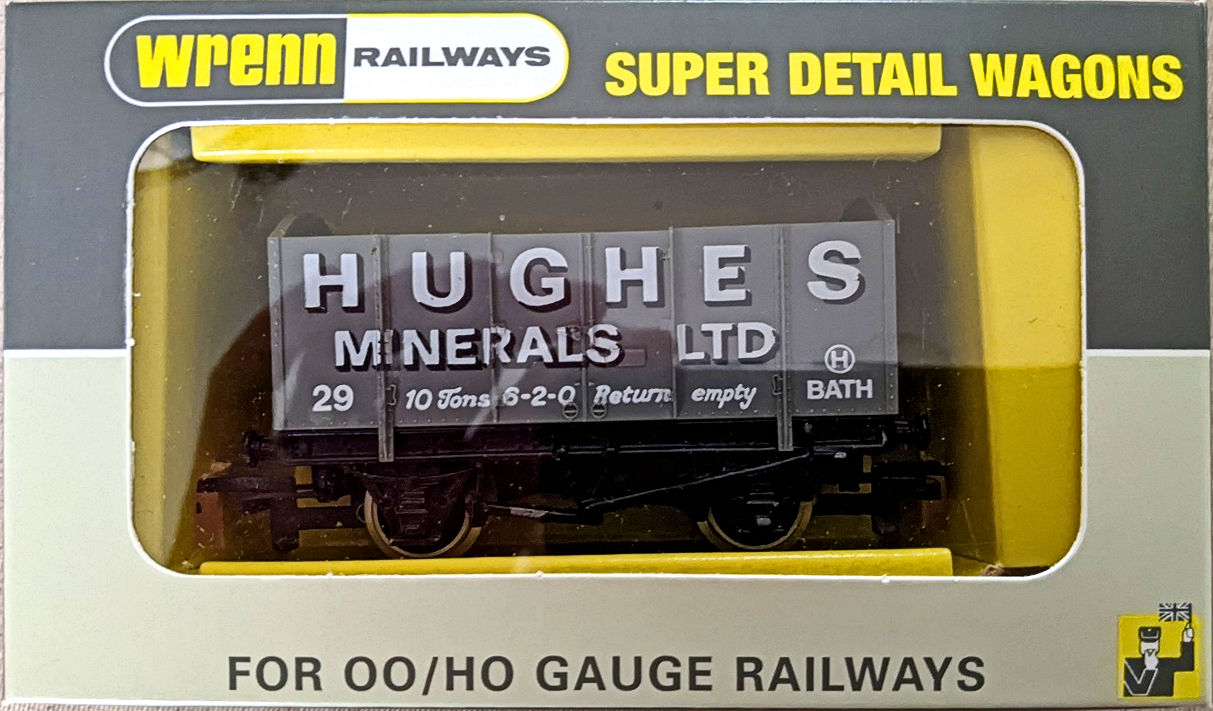 wrenn RAILWAYS
SUPER DETAIL WAGONS
HUGHES
MINERALS LTD
H
29 10 Tons 6-2-0 Return empty BATH
FOR OO/HO GAUGE RAILWAYS